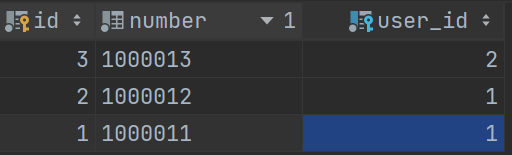 id number 1 user_id
3 1000013 2
2 1000012 1
1 1000011 1